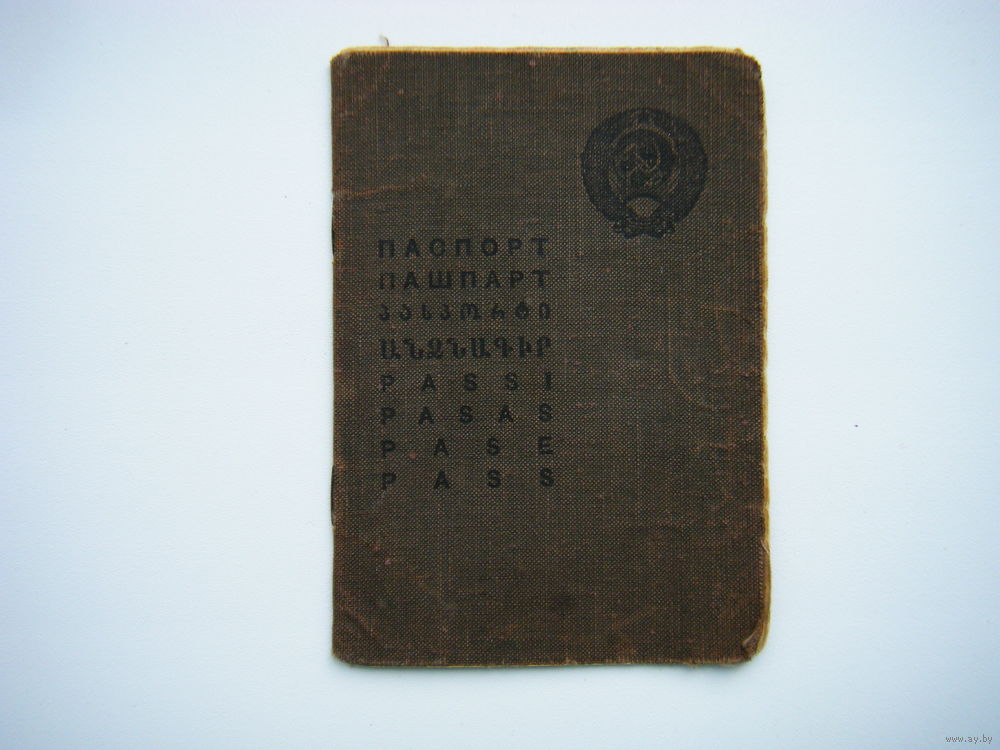 ПАСПОРТ
ПАШПАРТ
ᲞᲐᲡᲞᲝᲠᲢᲘ
ԱՆՁՆԱԳԻՐ
PASSI
PASAS
PASE
PASS
www.ay.by